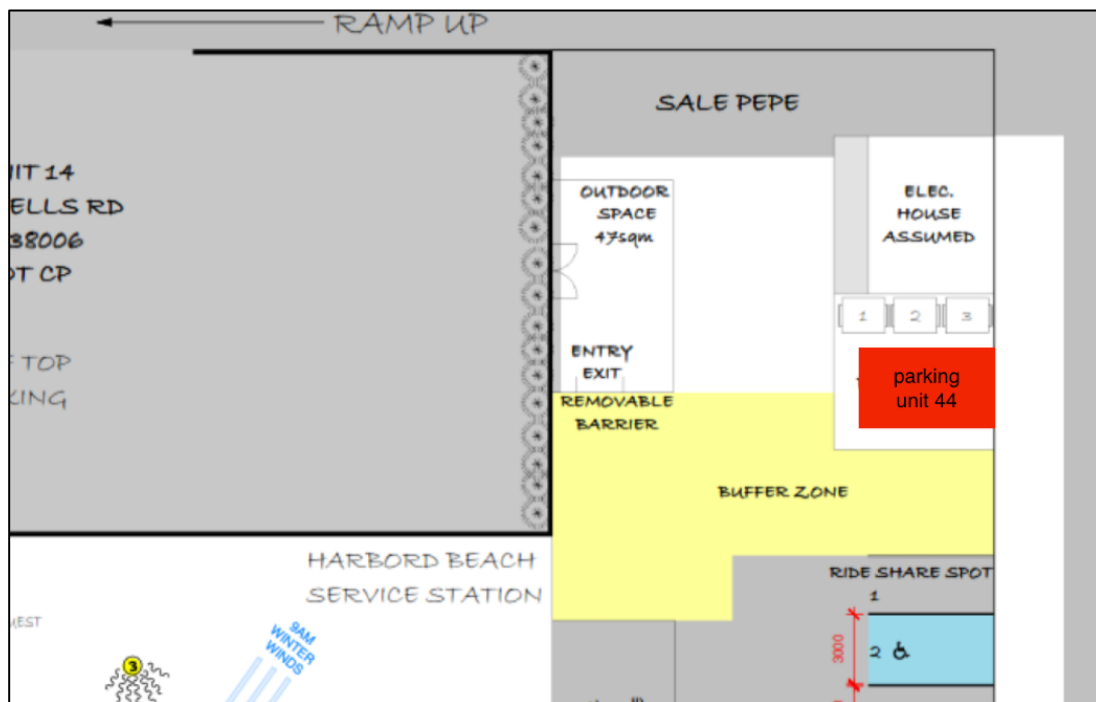 RAMP UP
SALE PEPE
14
ELLS RD
38006
CP
TOP
OUTDOOR
SPACE
47sqm
ELEC.
HOUSE
ASSUMED
1 2 3
ENTRY
EXIT
parking
unit 44
REMOVABLE
BARRIER
BUFFER ZONE
HARBORD BEACH
SERVICE STATION
RIDE SHARE SPOT
1
3000
2
9AM
WINTER
WINDS
3